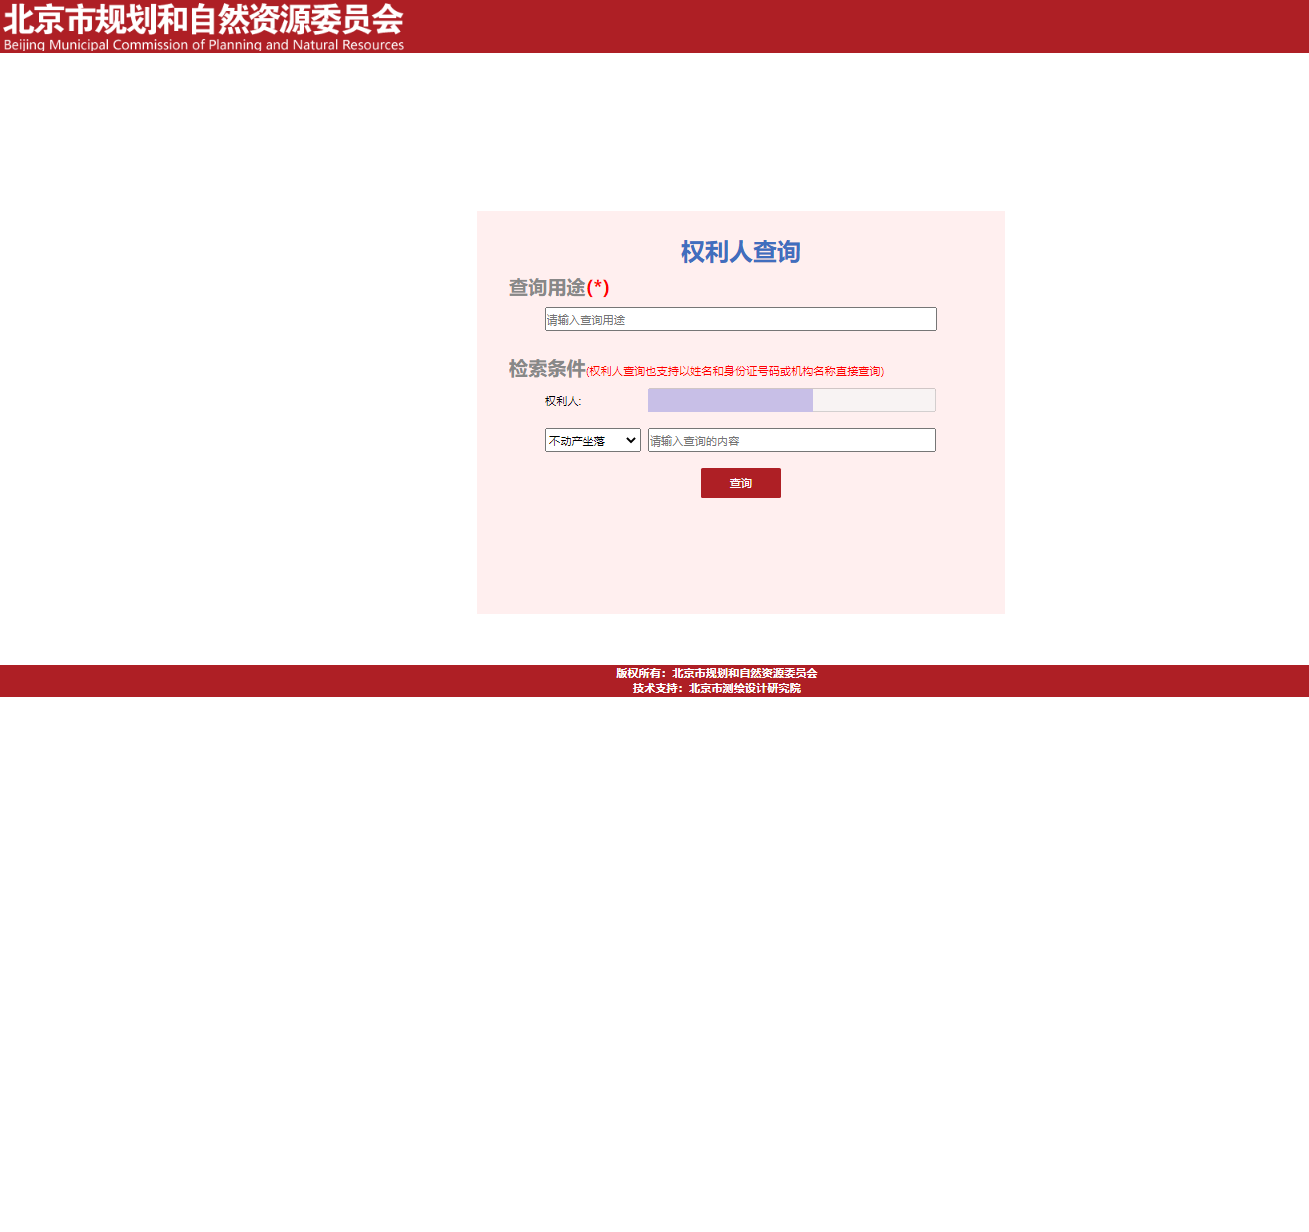 北京市规划和自然资源委员会
Beijing Municipal Commission of Planning and Natural Resources
权利人查询
查询用途(*)
请输入查询用途
检索条件(权利人查询也支持以姓名和身份证号码或机构名称直接查询)
权利人:
不动产坐落 请输入查询的内容
查询
版权所有：北京市规划和自然资源委员会
技术支持：北京市测绘设计研究院